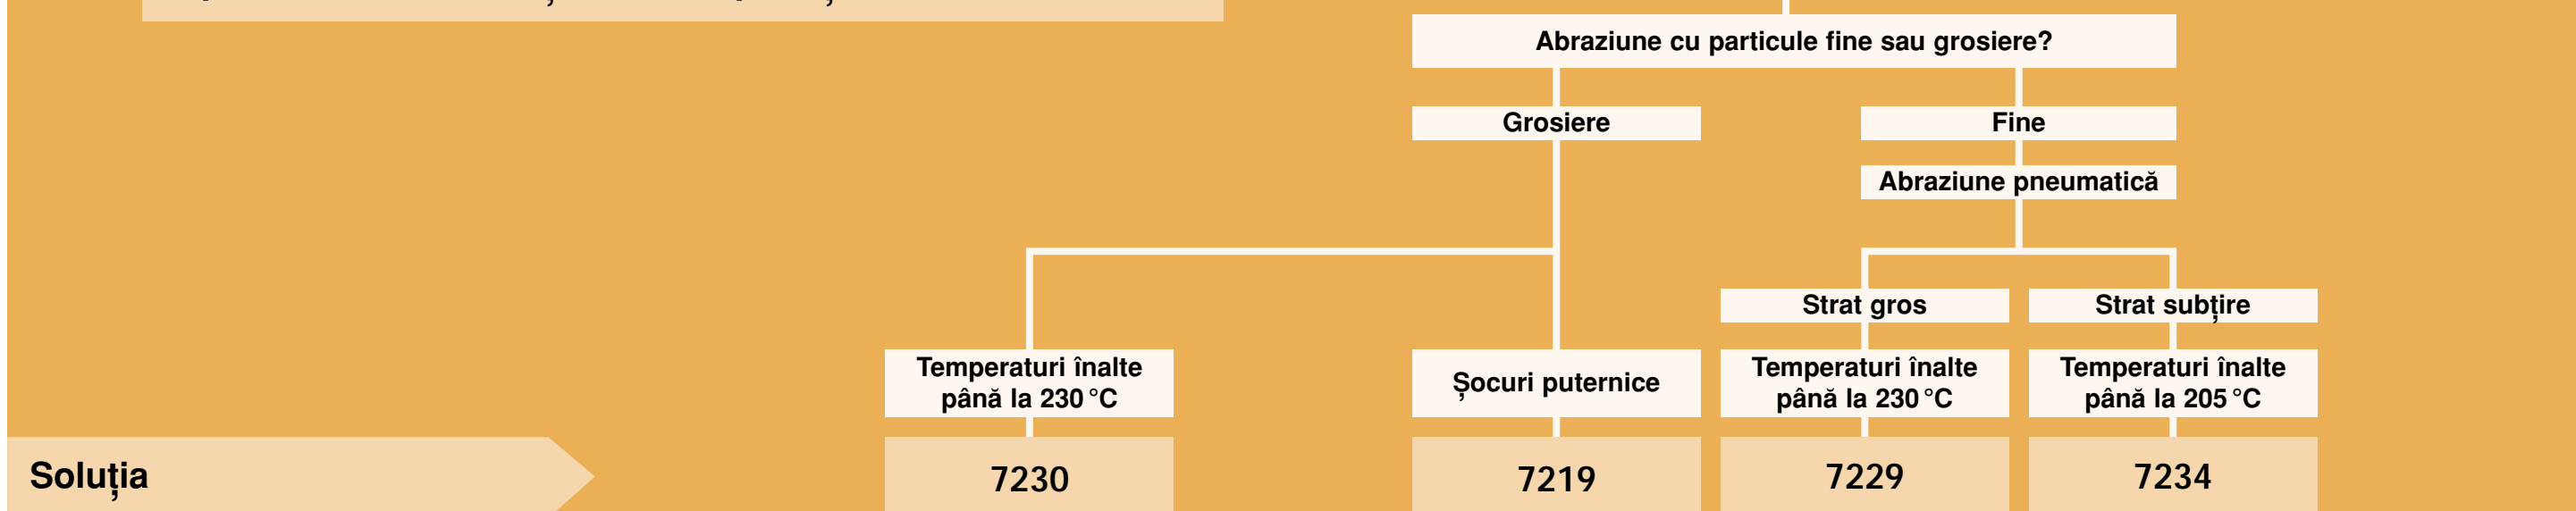 Abraziune cu particule fine sau grosiere?
Grosiere
Fine
Abraziune pneumatică
Strat gros
Strat subțire
Temperaturi înalte
până la 230 °C
Șocuri puternice
Temperaturi înalte
până la 230 °C
Temperaturi înalte
până la 205 °C
Soluția
7230
7219
7229
7234